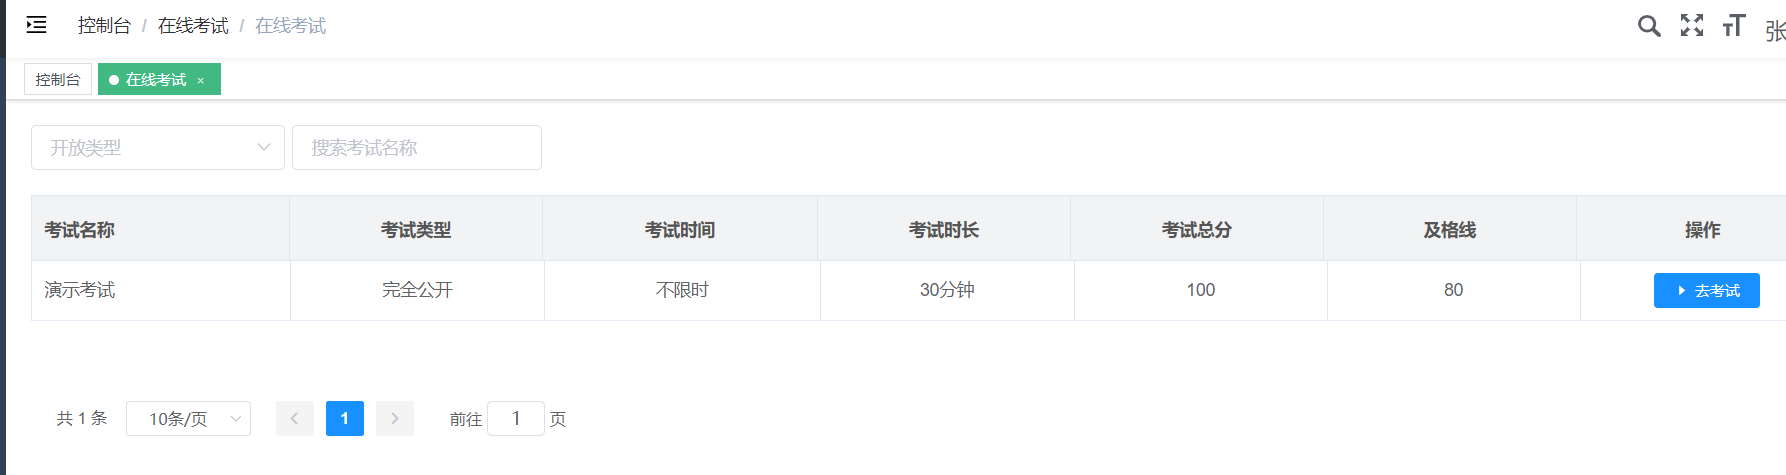 控制台 / 在线考试 / 在线考试
张
控制台 在线考试 ×
开放类型 搜索考试名称
考试名称 考试类型 考试时间 考试时长 考试总分 及格线 操作
演示考试 完全公开 不限时 30分钟 100 80 去考试
共 1 条 10条/页 1 前往 1 页